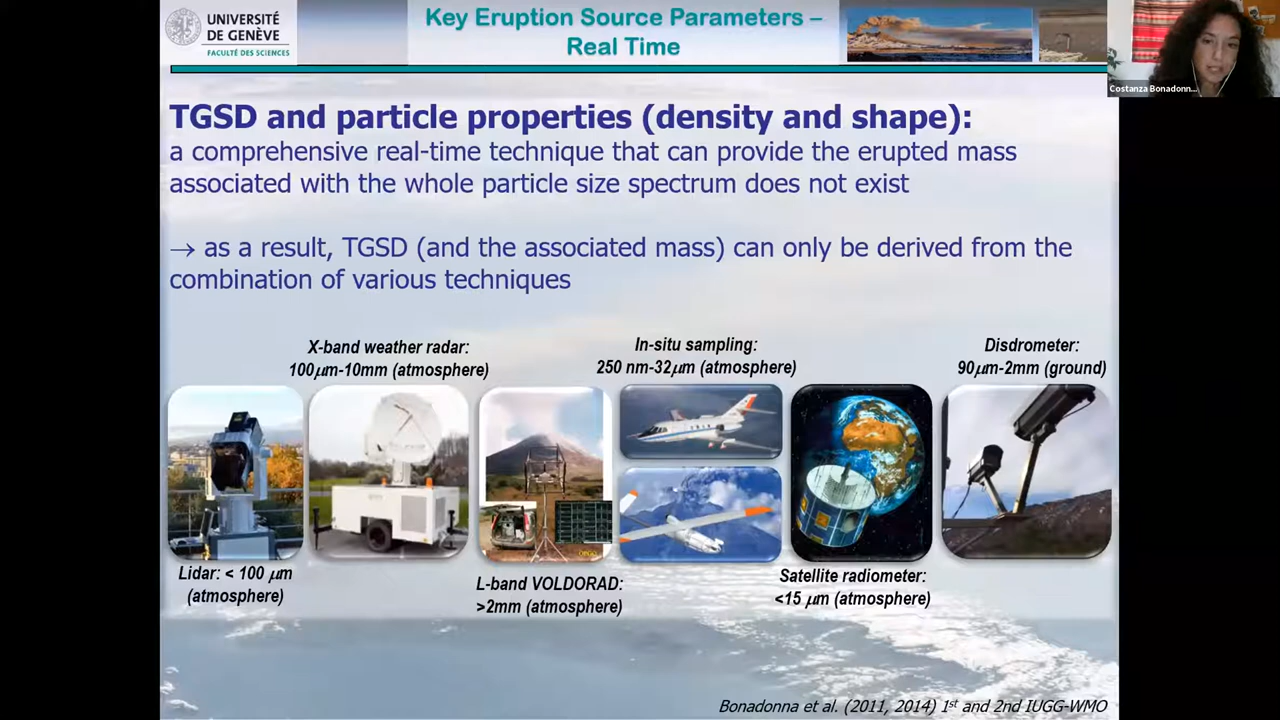 UNIVERSITÉ
DE GENÈVE
FACULTÉ DES SCIENCES
Key Eruption Source Parameters –
Real Time
Costanza Bonadonn...
TGSD and particle properties (density and shape):
a comprehensive real-time technique that can provide the erupted mass
associated with the whole particle size spectrum does not exist
→ as a result, TGSD (and the associated mass) can only be derived from the
combination of various techniques
X-band weather radar:
100μm-10mm (atmosphere)
In-situ sampling:
250 nm-32μm (atmosphere)
Disdrometer:
90μm-2mm (ground)
OPGC
Lidar: < 100 μm
(atmosphere)
L-band VOLDORAD:
>2mm (atmosphere)
Satellite radiometer:
<15 μm (atmosphere)
Bonadonna et al. (2011, 2014) 1st and 2nd IUGG-WMO